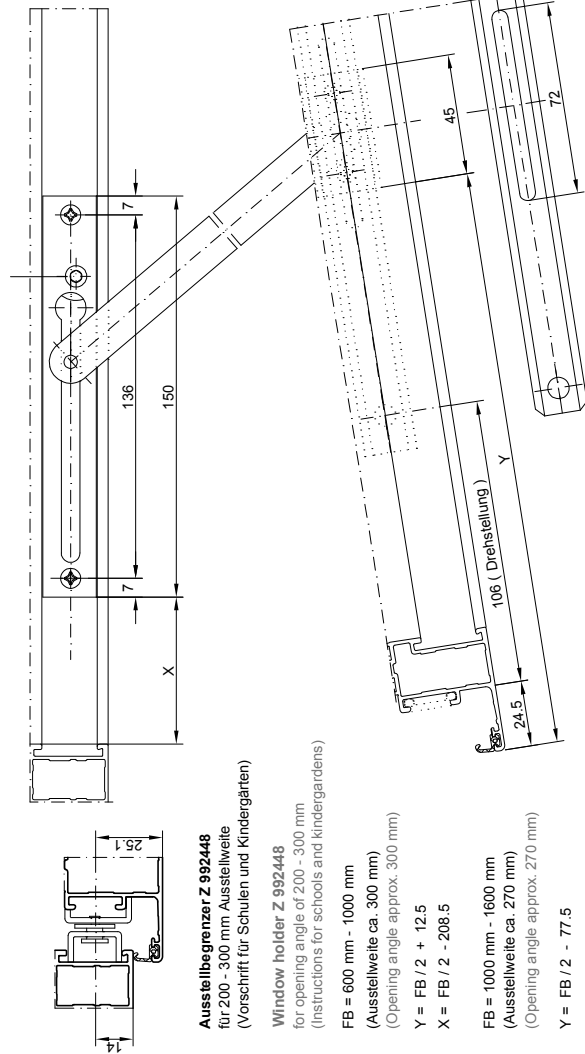 7
136
150
7
X
25.1
14
45
72
Y
106 ( Drehstellung )
24.5
Ausstellbegrenzer Z 992448
für 200 - 300 mm Ausstellweite
(Vorschrift für Schulen und Kindergärten)
Window holder Z 992448
for opening angle of 200 - 300 mm
(Instructions for schools and kindergardens)
FB = 600 mm - 1000 mm
(Ausstellweite ca. 300 mm)
(Opening angle approx. 300 mm)
Y = FB / 2 + 12.5
X = FB / 2 - 208.5
FB = 1000 mm - 1600 mm
(Ausstellweite ca. 270 mm)
(Opening angle approx. 270 mm)
Y = FB / 2 - 77.5